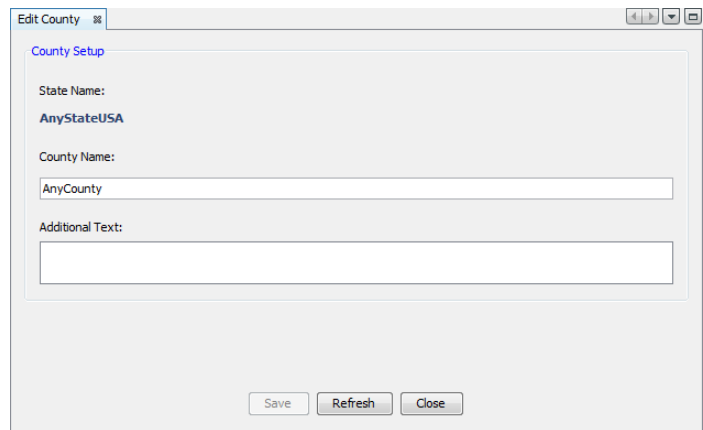 Edit County
County Setup
State Name:
AnyStateUSA
County Name:
AnyCounty
Additional Text:
Save Refresh Close